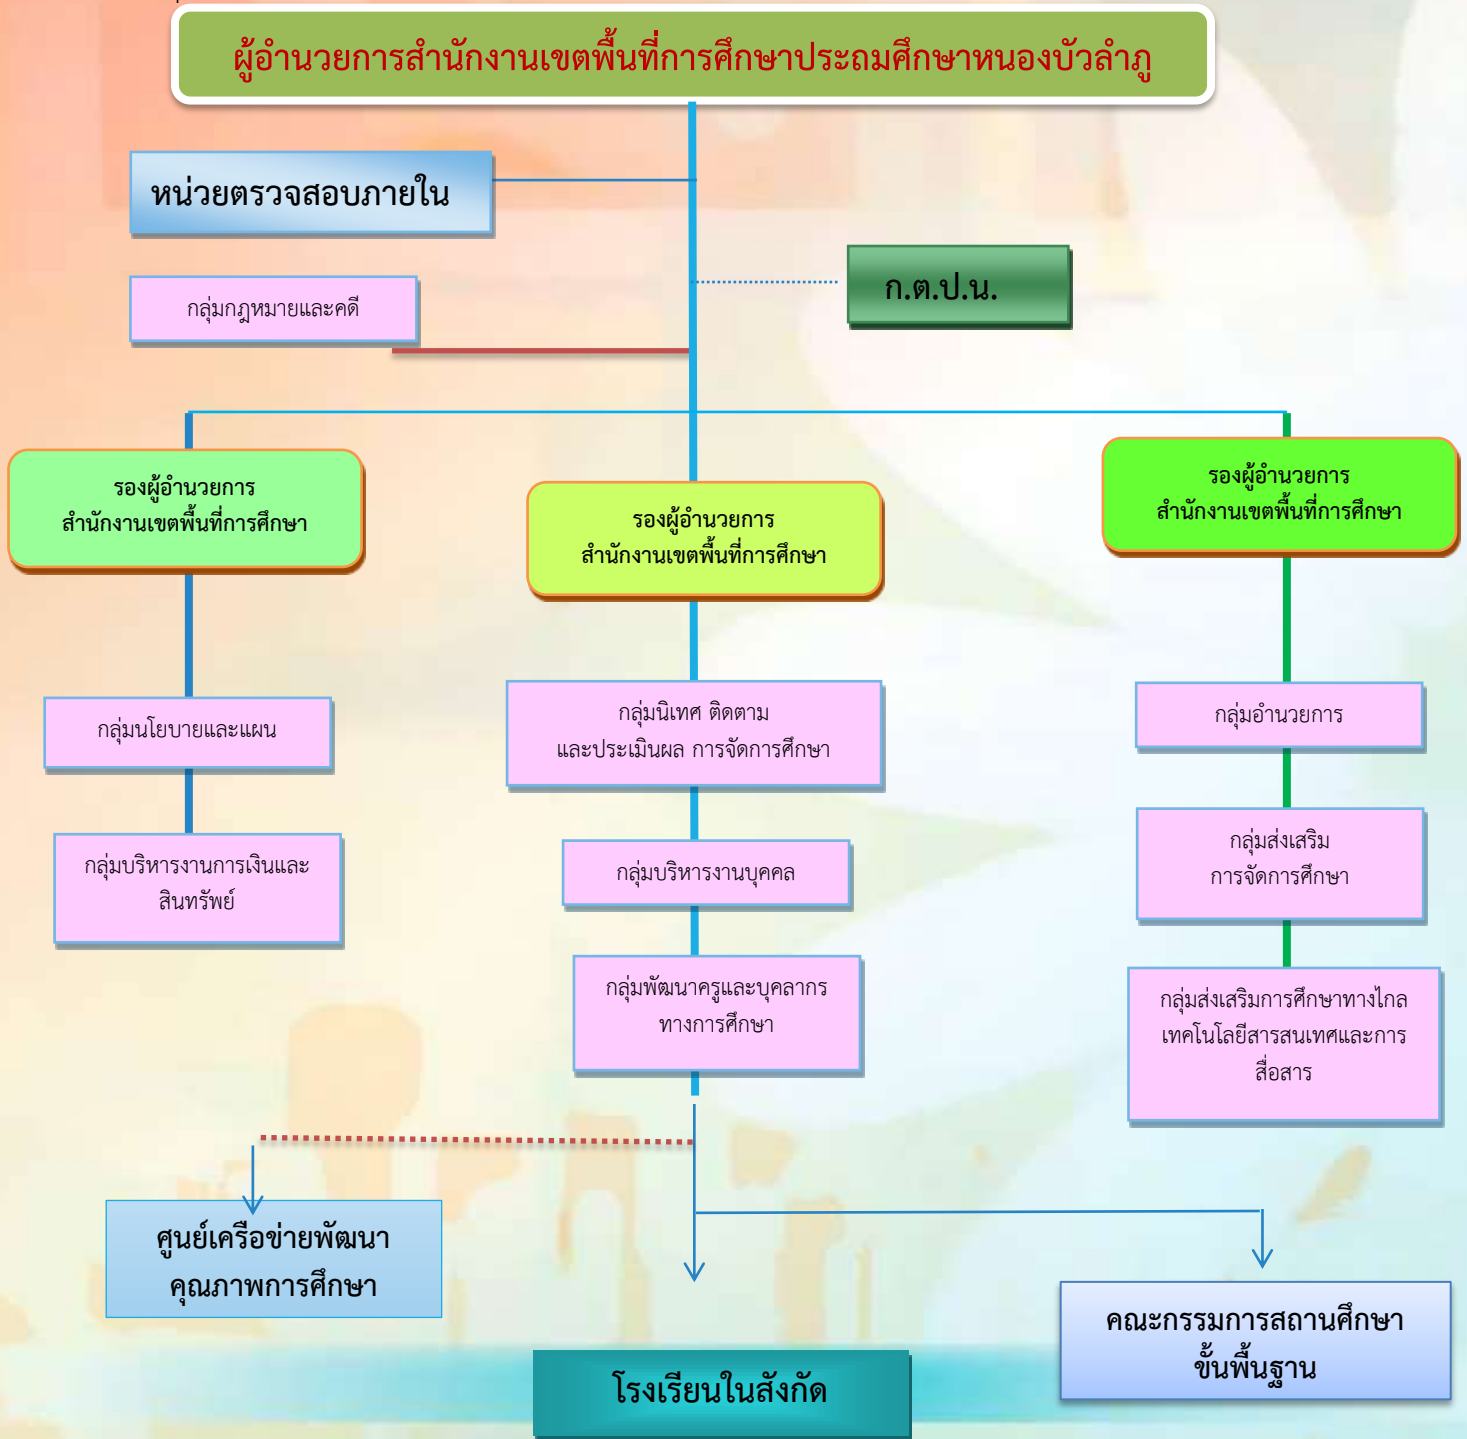 ผู้อำนวยการสำนักงานเขตพื้นที่การศึกษาประถมศึกษาหนองบัวลำภู
หน่วยตรวจสอบภายใน
ก.ต.ป.น.
กลุ่มกฎหมายและคดี
รองผู้อำนวยการ
สำนักงานเขตพื้นที่การศึกษา
รองผู้อำนวยการ
สำนักงานเขตพื้นที่การศึกษา
รองผู้อำนวยการ
สำนักงานเขตพื้นที่การศึกษา
กลุ่มนโยบายและแผน
กลุ่มนิเทศ ติดตาม
และประเมินผล การจัดการศึกษา
กลุ่มอำนวยการ
กลุ่มบริหารงานการเงินและ
สินทรัพย์
กลุ่มบริหารงานบุคคล
กลุ่มส่งเสริม
การจัดการศึกษา
กลุ่มพัฒนาครูและบุคลากร
ทางการศึกษา
กลุ่มส่งเสริมการศึกษาทางไกล
เทคโนโลยีสารสนเทศและการ
สื่อสาร
ศูนย์เครือข่ายพัฒนา
คุณภาพการศึกษา
คณะกรรมการสถานศึกษา
ขั้นพื้นฐาน
โรงเรียนในสังกัด